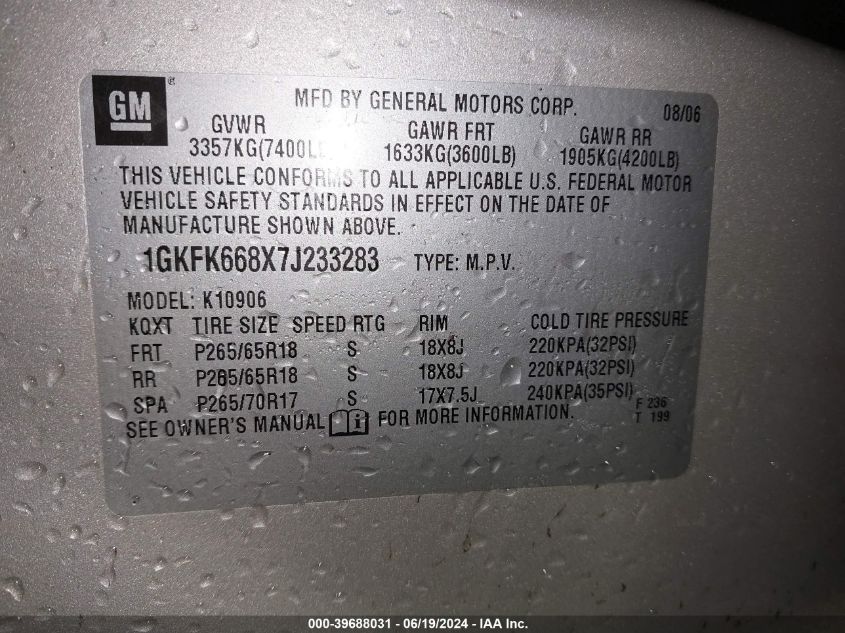 GM ®
MFD BY GENERAL MOTORS CORP. 08/06
GVWR GAWR FRT GAWR RR
3357KG(7400L 1633KG(3600LB) 1905KG(4200LB)
THIS VEHICLE CONFORMS TO ALL APPLICABLE U.S. FEDERAL MOTOR
VEHICLE SAFETY STANDARDS IN EFFECT ON THE DATE OF
MANUFACTURE SHOWN ABOVE.
1GKFK668X7J233283 TYPE: M.P.V.
MODEL: K10906
KQXT TIRE SIZE SPEED RTG RIM COLD TIRE PRESSURE
FRT P265/65R18 S 18X8J 220KPA(32PSI)
RR P265/65R18 S 18X8J 220KPA(32PSI)
SPA P265/70R17 S 17X7.5J 240KPA(35PSI)
SEE OWNER'S MANUAL i FOR MORE INFORMATION.
F 236
T 199
000-39688031 - 06/19/2024 - IAA Inc.